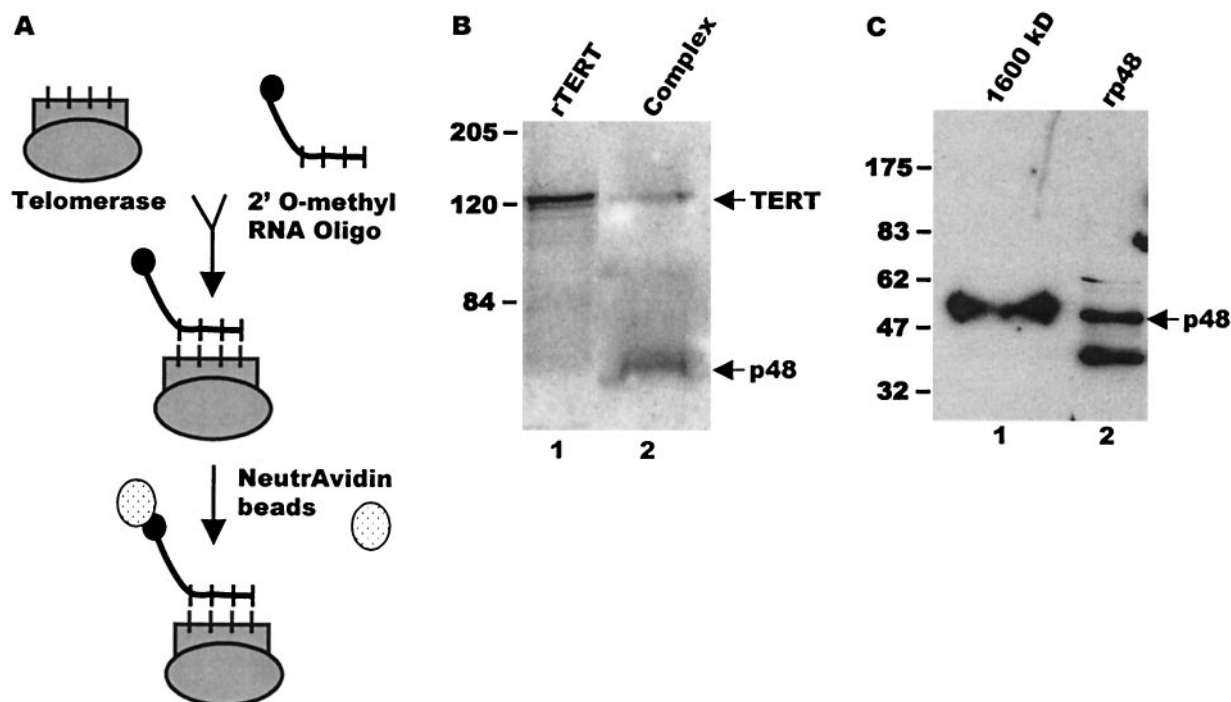 A
Telomerase
2' O-methyl
RNA Oligo
NeutrAvidin
beads
B
rTERT
Complex
205 –
120 –
84 –
TERT
p48
1
2
C
1600 kD
rp48
175 –
83 –
62 –
47 –
32 –
p48
1
2